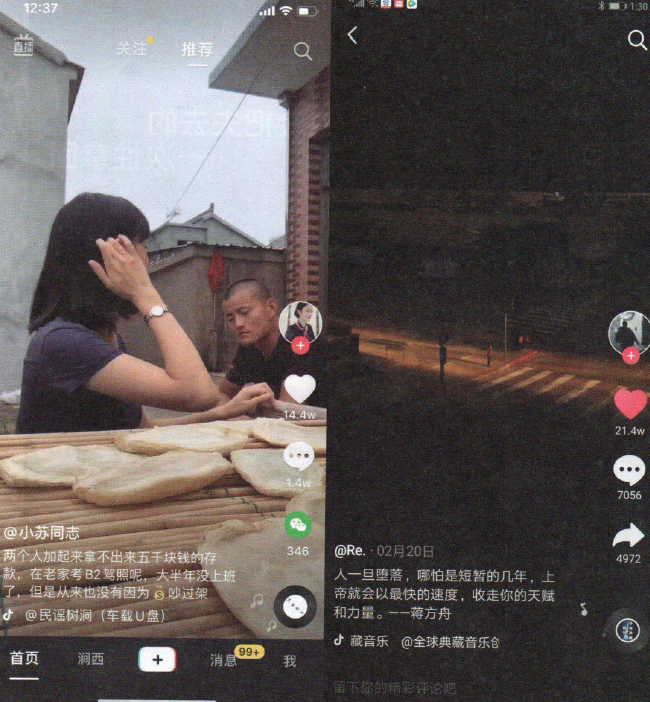 12:37
直播
关注
推荐
14.4w
1.4w
346
@小苏同志
两个人加起来拿不出来五千块钱的存
款，在老家考B2驾照呢，大半年没上班
了，但是从来也没有因为💰吵过架
@民谣树洞（车载U盘）
首页
涧西
消息
99+
我
1:30
21.4w
7056
4972
@Re. · 02月20日
人一旦堕落，哪怕是短暂的几年，上
帝就会以最快的速度，收走你的天赋
和力量。——蒋方舟
藏音乐 @全球典藏音乐仓
留下你的精彩评论吧